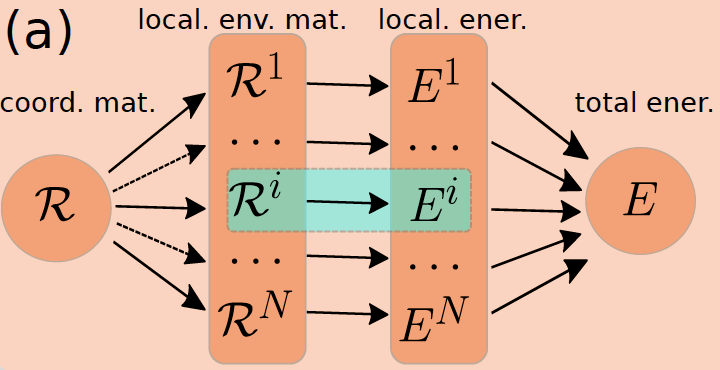 (a)
local. env. mat. local. ener.
coord. mat. total ener.
ℛ¹ E¹
... ...
ℛ ℛⁱ Eⁱ E
... ...
ℛᴺ Eᴺ